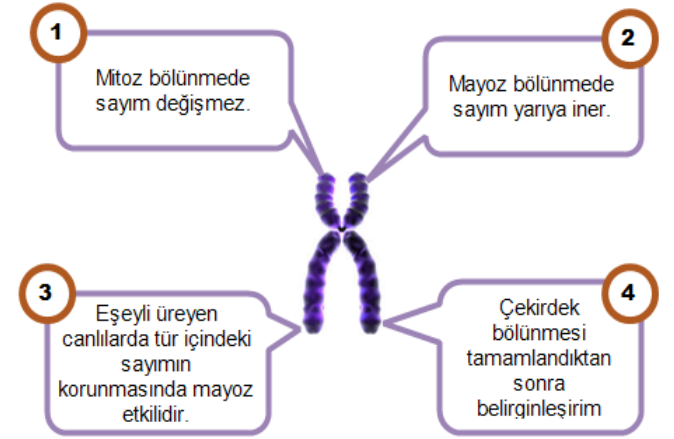 1
Mitoz bölünmede
sayım değişmez.
2
Mayoz bölünmede
sayım yarıya iner.
3
Eşeyli üreyen
canlılarda tür içindeki
sayımın
korunmasında mayoz
etkilidir.
4
Çekirdek
bölünmesi
tamamlandıktan
sonra
belirginleşirim